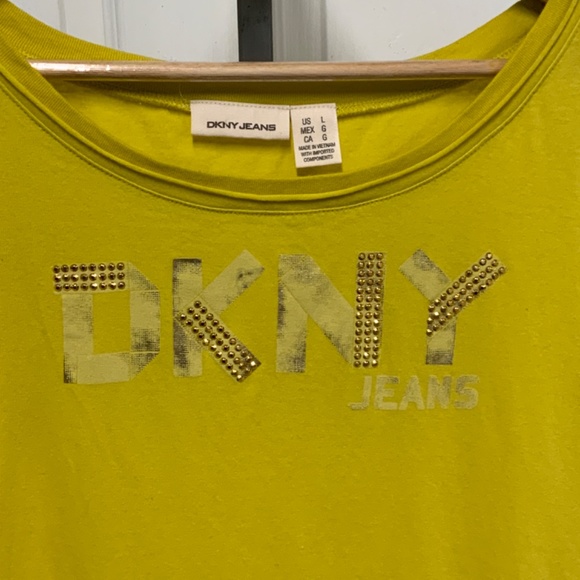 DKNY JEANS
US L
MEX G
CA G
MADE IN VIETNAM
WITH IMPORTED
COMPONENTS
DKNY
JEANS